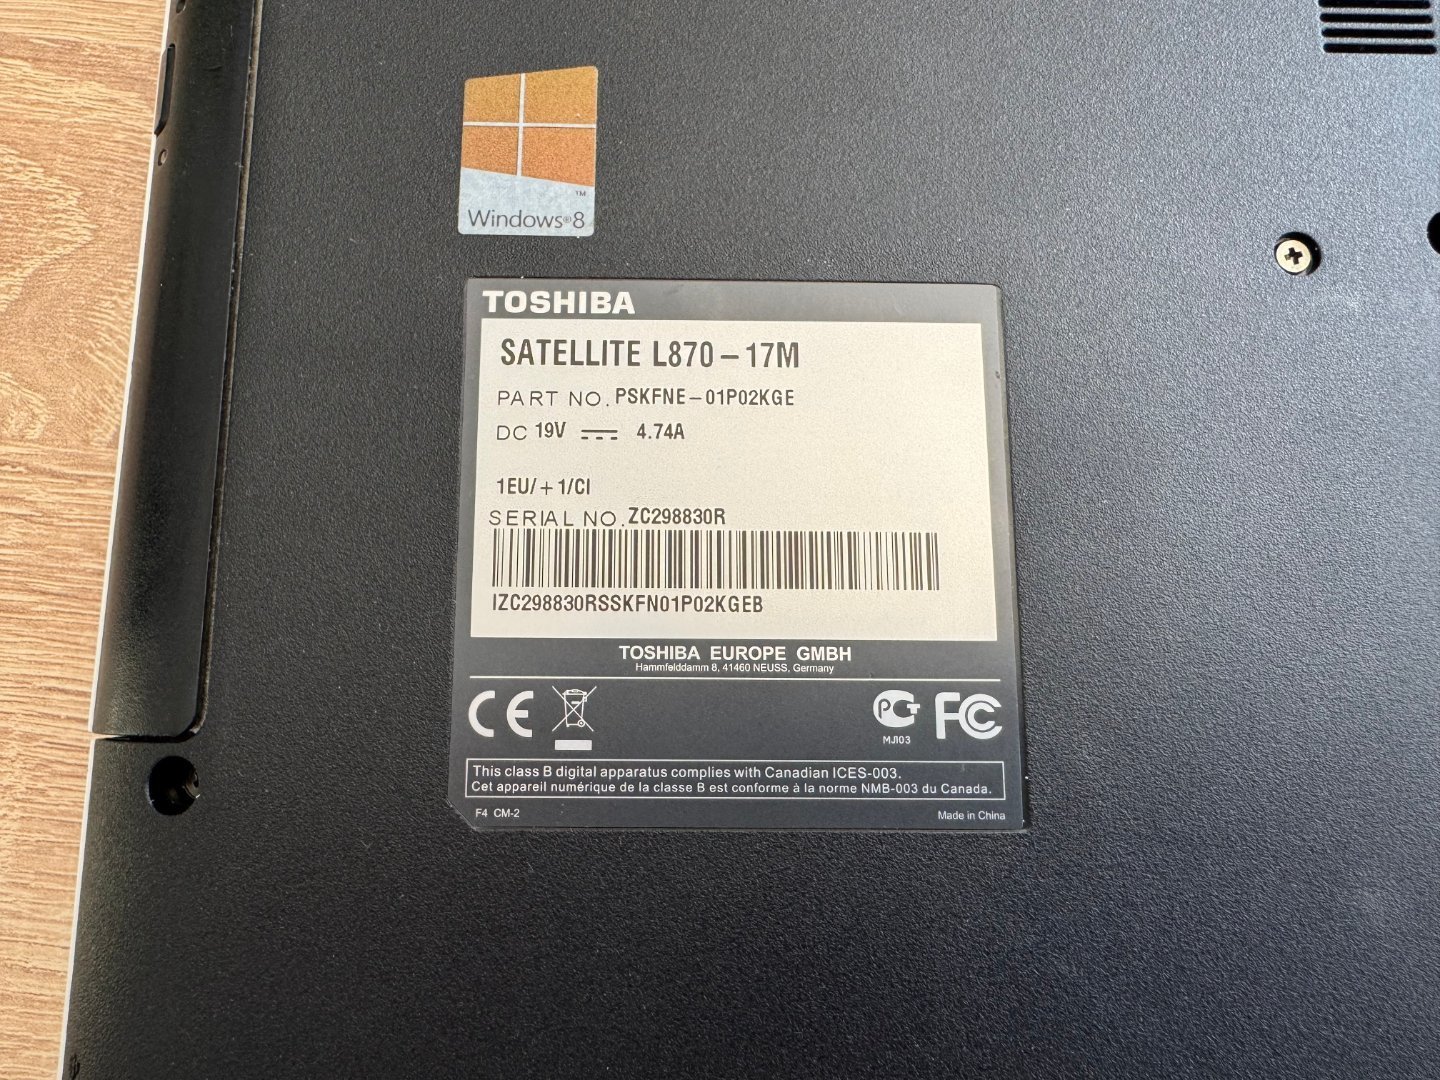 ™
Windows®8
TOSHIBA
SATELLITE L870-17M
PART NO. PSKFNE-01P02KGE
DC 19V ⎓ 4.74A
1EU/+1/CI
SERIAL NO. ZC298830R
IZC298830RSSKFN01P02KGEB
TOSHIBA EUROPE GMBH
Hammfelddamm 8, 41460 NEUSS, Germany
CE
РСТ FC
МЛ03
This class B digital apparatus complies with Canadian ICES-003.
Cet appareil numérique de la classe B est conforme à la norme NMB-003 du Canada.
F4 CM-2 Made in China